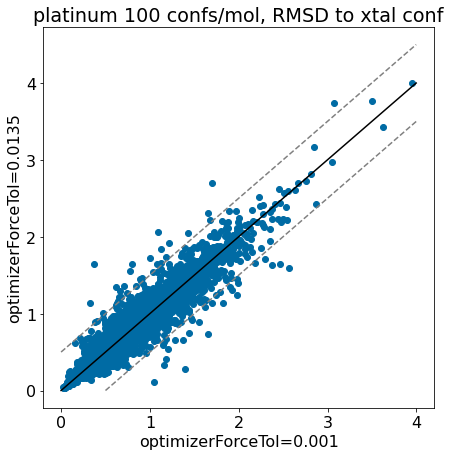 platinum 100 confs/mol, RMSD to xtal conf
optimizerForceTol=0.0135
4
3
2
1
0
0 1 2 3 4
optimizerForceTol=0.001